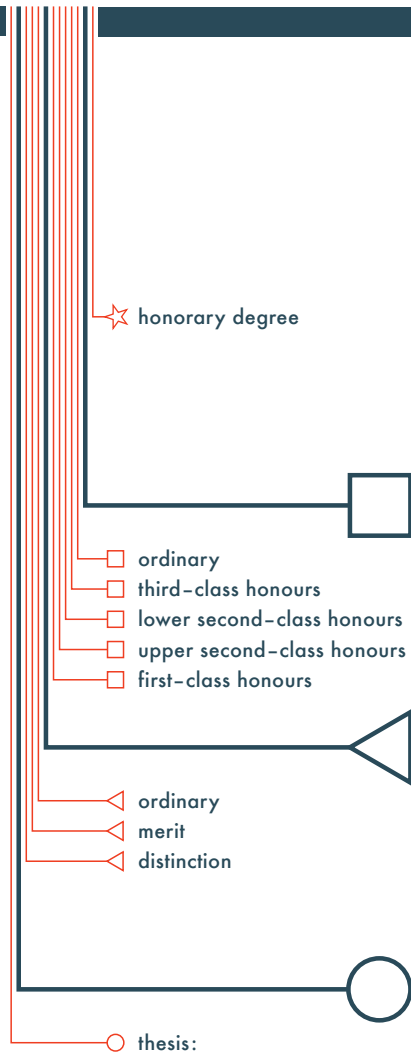 honorary degree
ordinary
third-class honours
lower second-class honours
upper second-class honours
first-class honours
ordinary
merit
distinction
thesis: